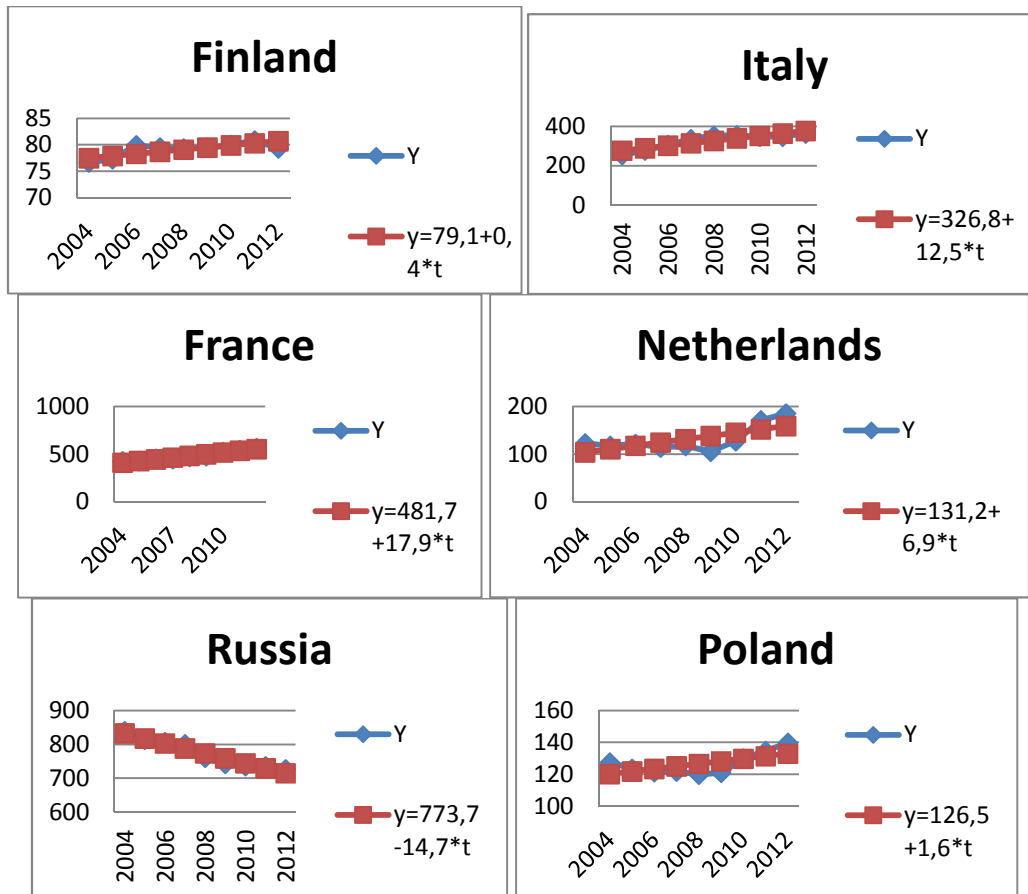 Finland
85
80
75
70
2004
2006
2008
2010
2012
Y
y=79,1+0,
4*t
Italy
400
200
0
2004
2006
2008
2010
2012
Y
y=326,8+
12,5*t
France
1000
500
0
2004
2007
2010
Y
y=481,7
+17,9*t
Netherlands
200
100
0
2004
2006
2008
2010
2012
Y
y=131,2+
6,9*t
Russia
900
800
700
600
2004
2006
2008
2010
2012
Y
y=773,7
-14,7*t
Poland
160
140
120
100
2004
2006
2008
2010
2012
Y
y=126,5
+1,6*t